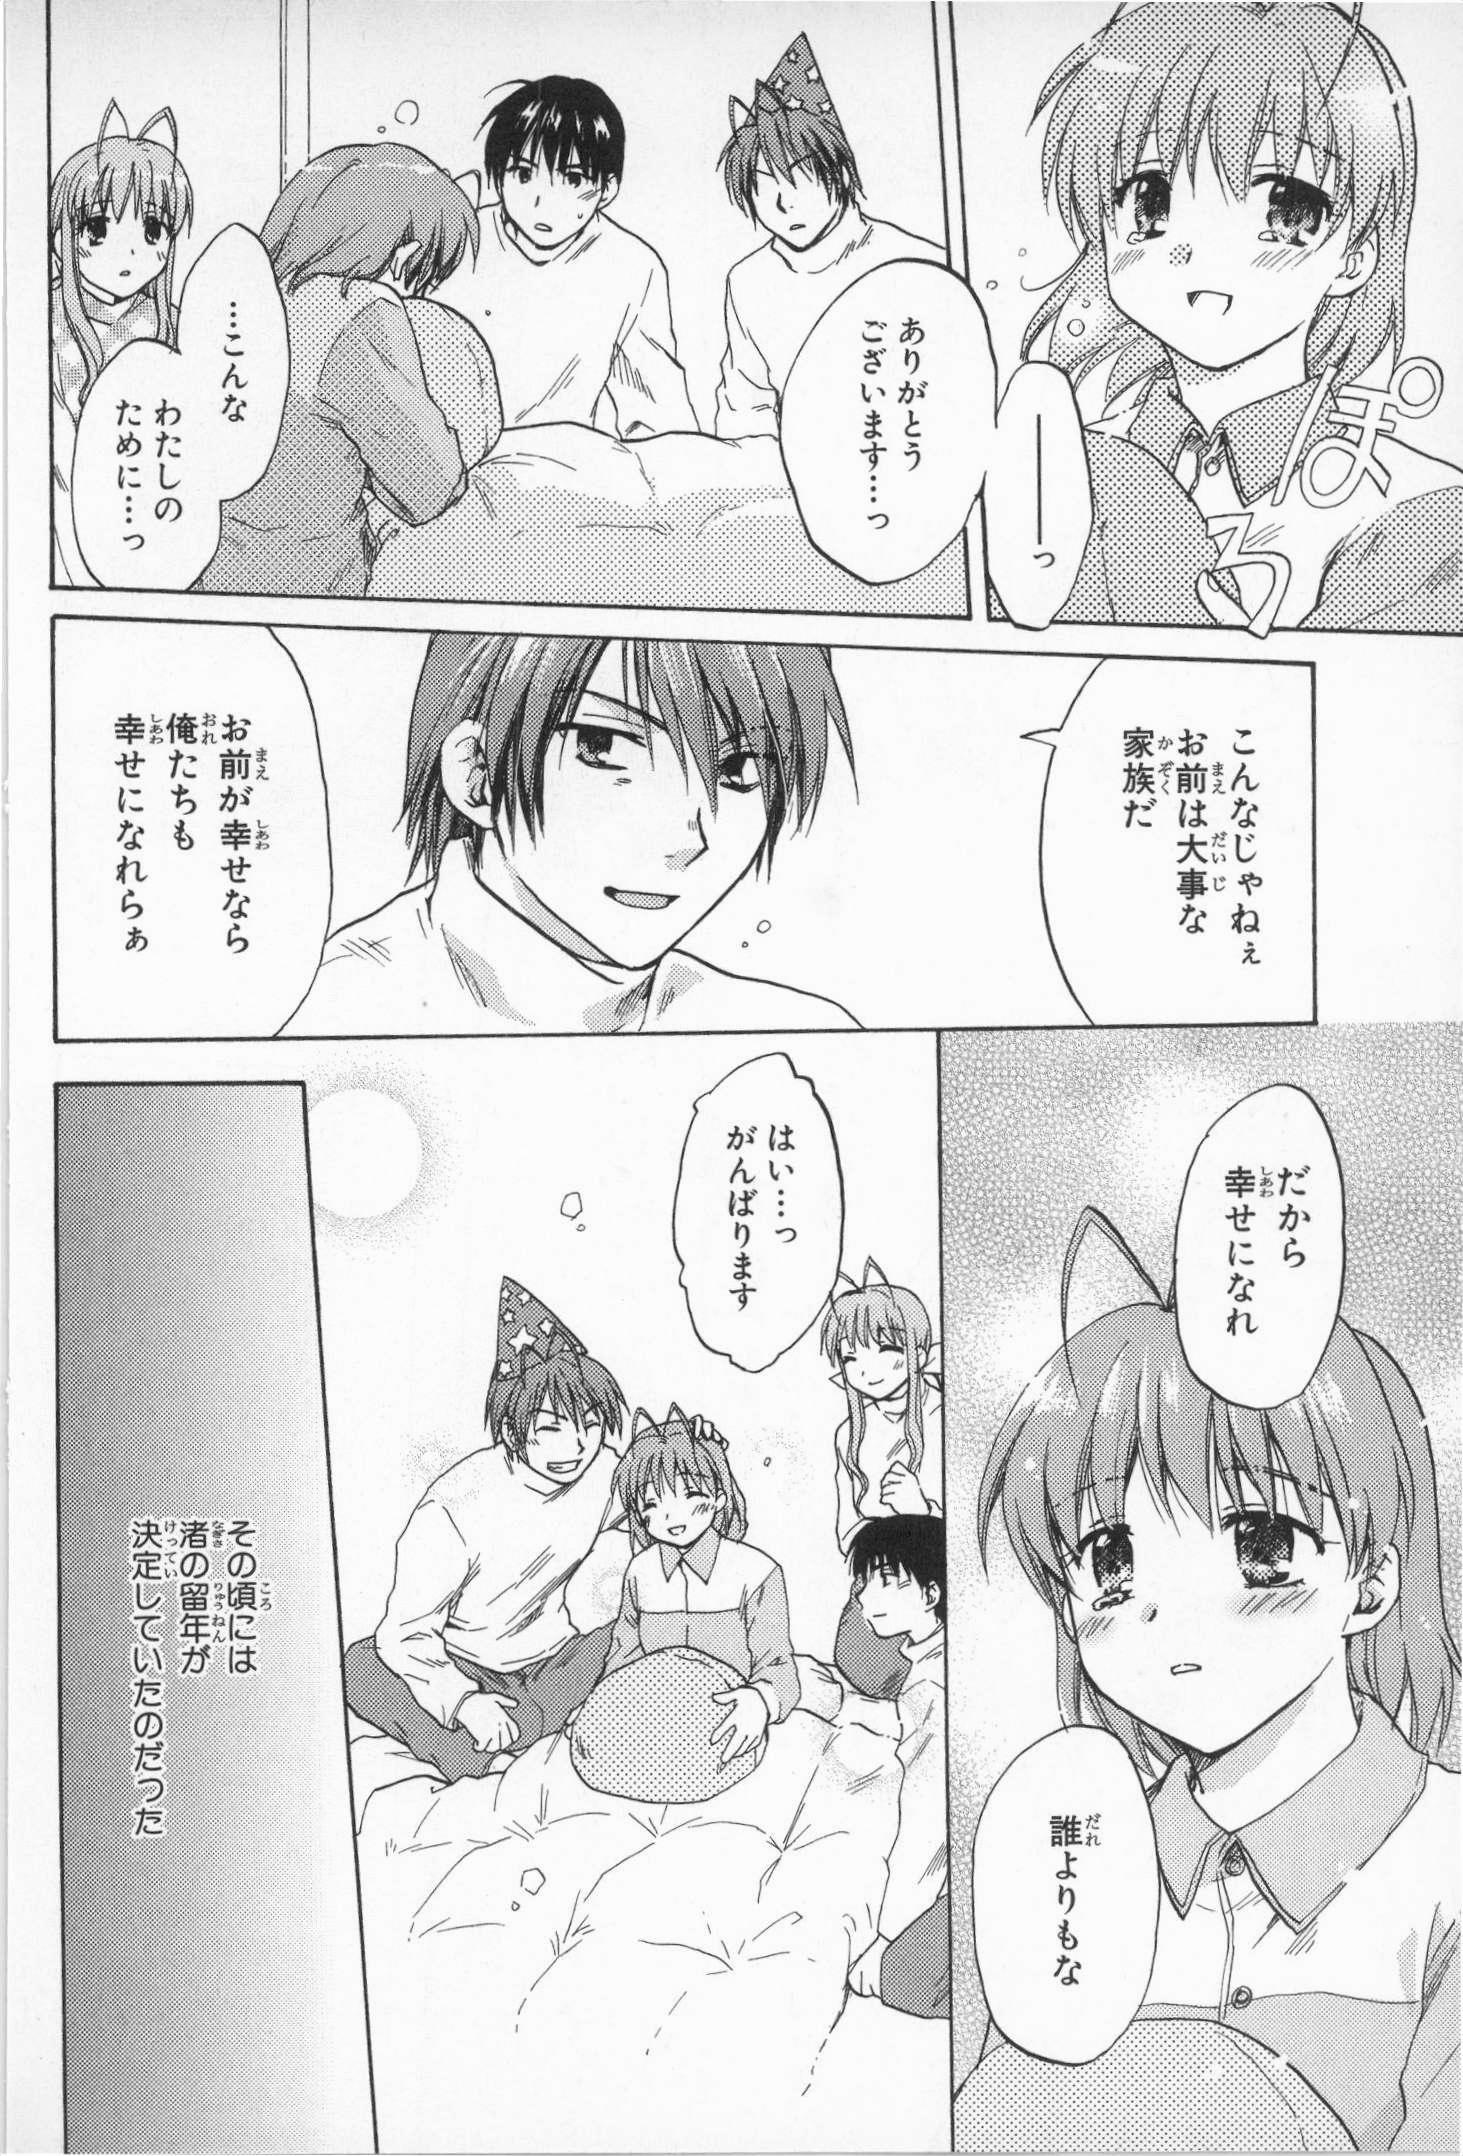 ぽろ
――っ
ありがとう
ございます…っ
…こんな
わたしの
ために…っ
こんなじゃねぇ
お前は大事な
家族だ
お前が幸せなら
俺たちも
幸せになれらぁ
だから
幸せになれ
誰よりもな
はい…っ
がんばります
その頃には
渚の留年が
決定していたのだった